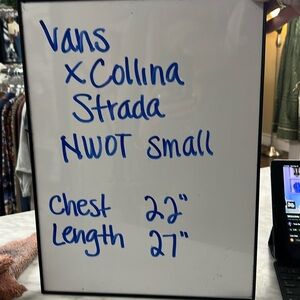 Vans
x Collina
Strada
NWOT small
Chest 22"
Length 27"